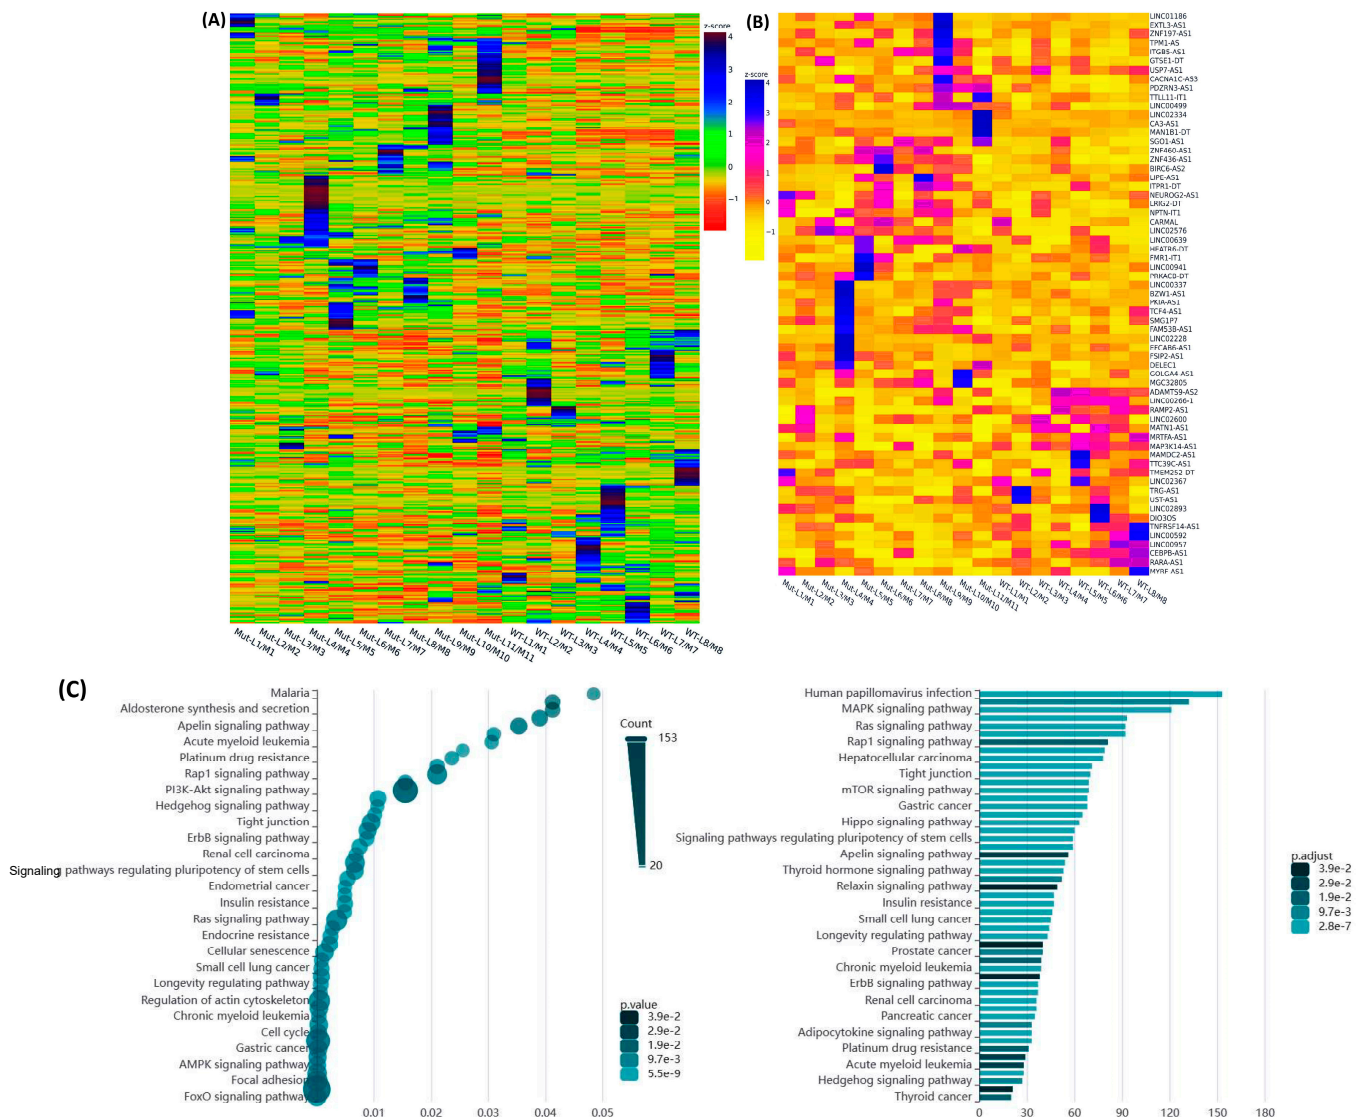 (A)
z-score
4
3
2
1
0
−1
Mut-L1/M1
Mut-L2/M2
Mut-L3/M3
Mut-L4/M4
Mut-L5/M5
Mut-L6/M6
Mut-L7/M7
Mut-L8/M8
Mut-L9/M9
Mut-L10/M10
Mut-L11/M11
WT-L1/M1
WT-L2/M2
WT-L3/M3
WT-L4/M4
WT-L5/M5
WT-L6/M6
WT-L7/M7
WT-L8/M8
(B)
z-score
4
3
2
1
0
−1
LINC01186
EXTL3-AS1
ZNF197-AS1
TPM1-AS
ITGB5-AS1
GTSE1-DT
USP7-AS1
CACNA1C-AS3
PDZRN3-AS1
TTLL11-IT1
LINC00499
LINC02334
CA3-AS1
MAN1B1-DT
SGO1-AS1
ZNF460-AS1
ZNF436-AS1
BIRC6-AS2
LIPE-AS1
ITPR1-DT
NEUROG2-AS1
LRIG2-DT
NPTN-IT1
CARMAL
LINC02576
LINC00639
HEATR6-DT
FMR1-IT1
LINC00941
PRKAC0-DT
LINC00337
BZW1-AS1
PKIA-AS1
TCF4-AS1
SMG1P7
FAM53B-AS1
LINC02228
EFCAB6-AS1
FSIP2-AS1
DELEC1
GOLGA4-AS1
MGC32805
ADAMTS9-AS2
LINC00266-1
RAMP2-AS1
LINC02600
MATN1-AS1
MRTFA-AS1
MAP3K14-AS1
MAMDC2-AS1
TTC39C-AS1
TMEM252-DT
LINC02367
TRG-AS1
UST-AS1
LINC02893
DIO3OS
TNFRSF14-AS1
LINC00592
LINC00957
CEBPB-AS1
RARA-AS1
MYRF-AS1
Mut-L1/M1
Mut-L2/M2
Mut-L3/M3
Mut-L4/M4
Mut-L5/M5
Mut-L6/M6
Mut-L7/M7
Mut-L8/M8
Mut-L9/M9
Mut-L10/M10
Mut-L11/M11
WT-L1/M1
WT-L2/M2
WT-L3/M3
WT-L4/M4
WT-L5/M5
WT-L6/M6
WT-L7/M7
WT-L8/M8
(C)
Malaria
Aldosterone synthesis and secretion
Apelin signaling pathway
Acute myeloid leukemia
Platinum drug resistance
Rap1 signaling pathway
PI3K-Akt signaling pathway
Hedgehog signaling pathway
Tight junction
ErbB signaling pathway
Renal cell carcinoma
Signaling pathways regulating pluripotency of stem cells
Endometrial cancer
Insulin resistance
Ras signaling pathway
Endocrine resistance
Cellular senescence
Small cell lung cancer
Longevity regulating pathway
Regulation of actin cytoskeleton
Chronic myeloid leukemia
Cell cycle
Gastric cancer
AMPK signaling pathway
Focal adhesion
FoxO signaling pathway
0.01
0.02
0.03
0.04
0.05
Count
153
20
p.value
3.9e-2
2.9e-2
1.9e-2
9.7e-3
5.5e-9
Human papillomavirus infection
MAPK signaling pathway
Ras signaling pathway
Rap1 signaling pathway
Hepatocellular carcinoma
Tight junction
mTOR signaling pathway
Gastric cancer
Hippo signaling pathway
Signaling pathways regulating pluripotency of stem cells
Apelin signaling pathway
Thyroid hormone signaling pathway
Relaxin signaling pathway
Insulin resistance
Small cell lung cancer
Longevity regulating pathway
Prostate cancer
Chronic myeloid leukemia
ErbB signaling pathway
Renal cell carcinoma
Pancreatic cancer
Adipocytokine signaling pathway
Platinum drug resistance
Acute myeloid leukemia
Hedgehog signaling pathway
Thyroid cancer
0
30
60
90
120
150
180
p.adjust
3.9e-2
2.9e-2
1.9e-2
9.7e-3
2.8e-7